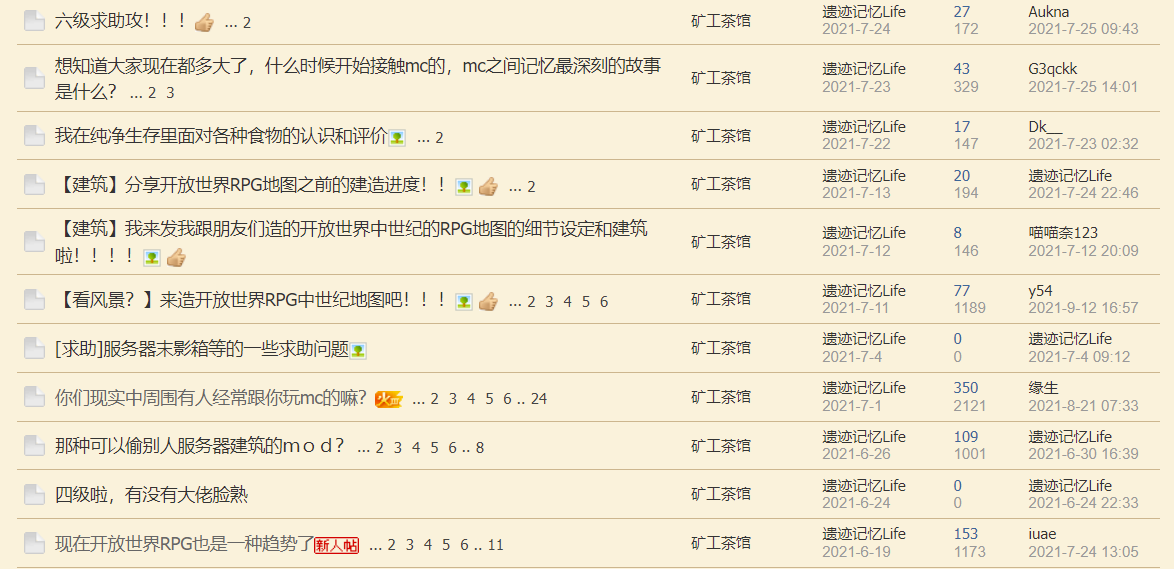 六级求助攻！！！ ... 2 矿工茶馆 遗迹记忆Life 27 Aukna
2021-7-24 172 2021-7-25 09:43
想知道大家现在都多大了，什么时候开始接触mc的，mc之间记忆最深刻的故事 矿工茶馆 遗迹记忆Life 43 G3qckk
是什么？ ... 2 3 2021-7-23 329 2021-7-25 14:01
我在纯净生存里面对各种食物的认识和评价 ... 2 矿工茶馆 遗迹记忆Life 17 Dk__
2021-7-22 147 2021-7-23 02:32
【建筑】分享开放世界RPG地图之前的建造进度！！ ... 2 矿工茶馆 遗迹记忆Life 20 遗迹记忆Life
2021-7-13 194 2021-7-24 22:46
【建筑】我来发我跟朋友们造的开放世界中世纪的RPG地图的细节设定和建筑 矿工茶馆 遗迹记忆Life 8 喵喵柰123
啦！！！！ 2021-7-12 146 2021-7-12 20:09
【看风景？】来造开放世界RPG中世纪地图吧！！！ ... 2 3 4 5 6 矿工茶馆 遗迹记忆Life 77 y54
2021-7-11 1189 2021-9-12 16:57
[求助]服务器末影箱等的一些求助问题 矿工茶馆 遗迹记忆Life 0 遗迹记忆Life
2021-7-4 0 2021-7-4 09:12
你们现实中周围有人经常跟你玩mc的嘛？ 火 ... 2 3 4 5 6 .. 24 矿工茶馆 遗迹记忆Life 350 缘生
2021-7-1 2121 2021-8-21 07:33
那种可以偷别人服务器建筑的ｍｏｄ？ ... 2 3 4 5 6 .. 8 矿工茶馆 遗迹记忆Life 109 遗迹记忆Life
2021-6-26 1001 2021-6-30 16:39
四级啦，有没有大佬脸熟 矿工茶馆 遗迹记忆Life 0 遗迹记忆Life
2021-6-24 0 2021-6-24 22:33
现在开放世界RPG也是一种趋势了 新人帖 ... 2 3 4 5 6 .. 11 矿工茶馆 遗迹记忆Life 153 iuae
2021-6-19 1173 2021-7-24 13:05